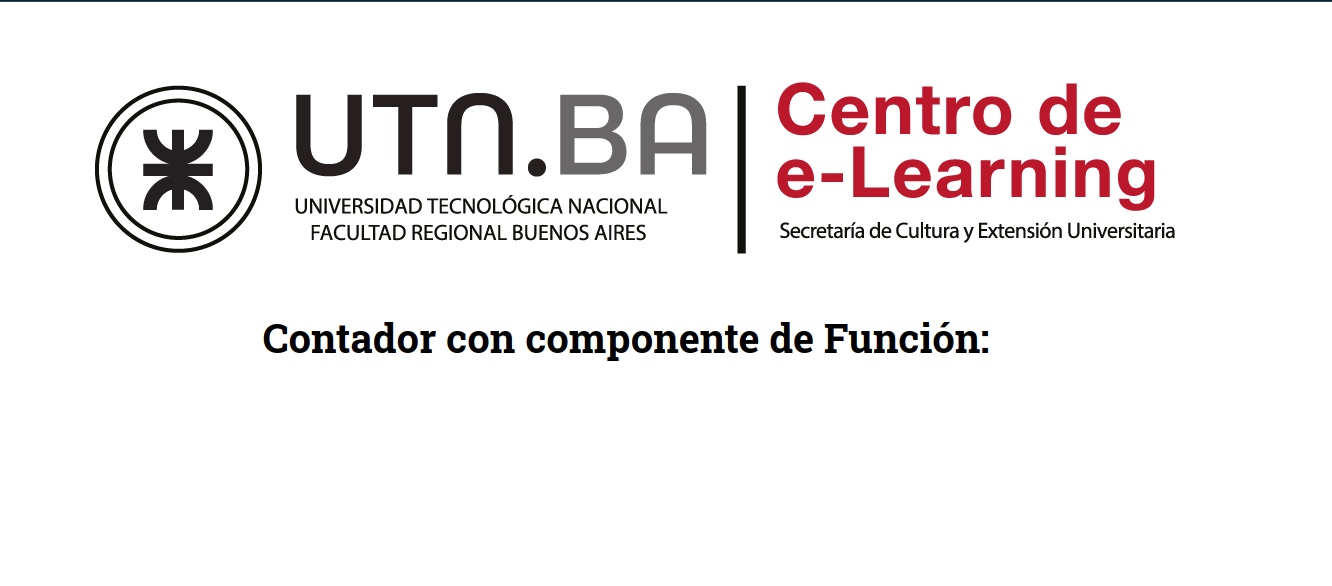 UTN.BA
UNIVERSIDAD TECNOLÓGICA NACIONAL
FACULTAD REGIONAL BUENOS AIRES
Centro de
e-Learning
Secretaría de Cultura y Extensión Universitaria
Contador con componente de Función: